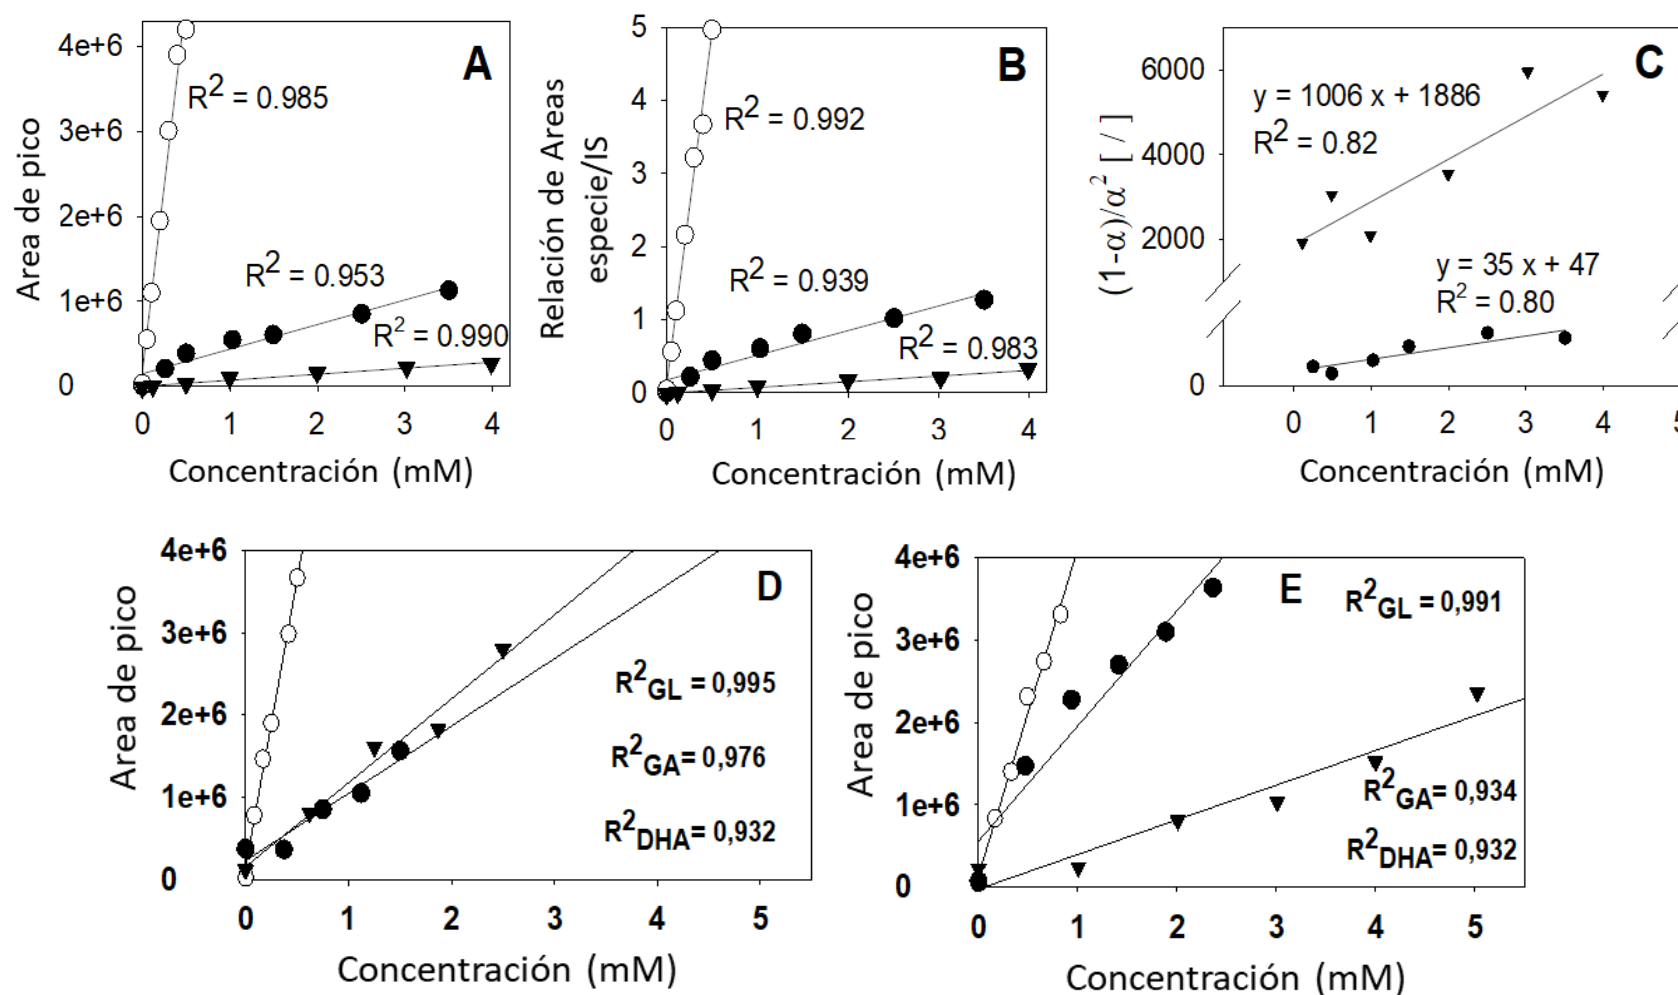 A
Area de pico
4e+6
3e+6
2e+6
1e+6
0
R² = 0.985
R² = 0.953
R² = 0.990
0 1 2 3 4
Concentración (mM)
B
Relación de Areas
especie/IS
5
4
3
2
1
0
R² = 0.992
R² = 0.939
R² = 0.983
0 1 2 3 4
Concentración (mM)
C
(1-α)/α² [ / ]
6000
4000
2000
0
y = 1006 x + 1886
R² = 0.82
y = 35 x + 47
R² = 0.80
0 1 2 3 4 5
Concentración (mM)
D
Area de pico
4e+6
3e+6
2e+6
1e+6
0
R²GL = 0,995
R²GA = 0,976
R²DHA = 0,932
0 1 2 3 4 5
Concentración (mM)
E
Area de pico
4e+6
3e+6
2e+6
1e+6
0
R²GL = 0,991
R²GA = 0,934
R²DHA = 0,932
0 1 2 3 4 5
Concentración (mM)